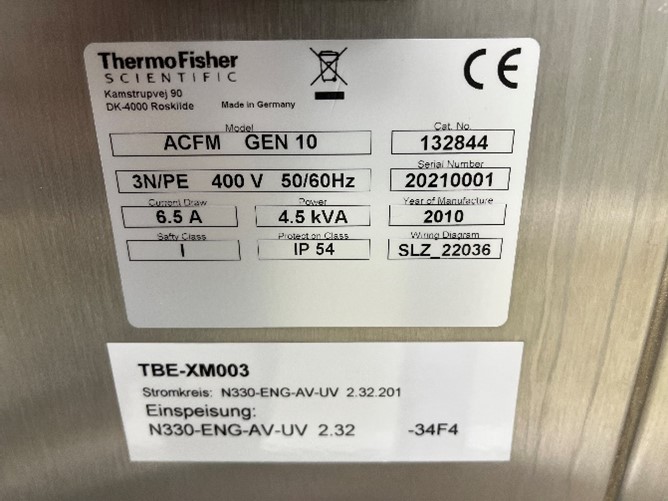 ThermoFisher
SCIENTIFIC
Kamstrupvej 90
DK-4000 Roskilde Made in Germany
CE
Model Cat. No.
ACFM GEN 10 132844
Serial Number
3N/PE 400 V 50/60Hz 20210001
Current Draw Power Year of Manufacture
6.5 A 4.5 kVA 2010
Safty Class Protection Class Wiring Diagram
I IP 54 SLZ_22036
TBE-XM003
Stromkreis: N330-ENG-AV-UV 2.32.201
Einspeisung:
N330-ENG-AV-UV 2.32 -34F4